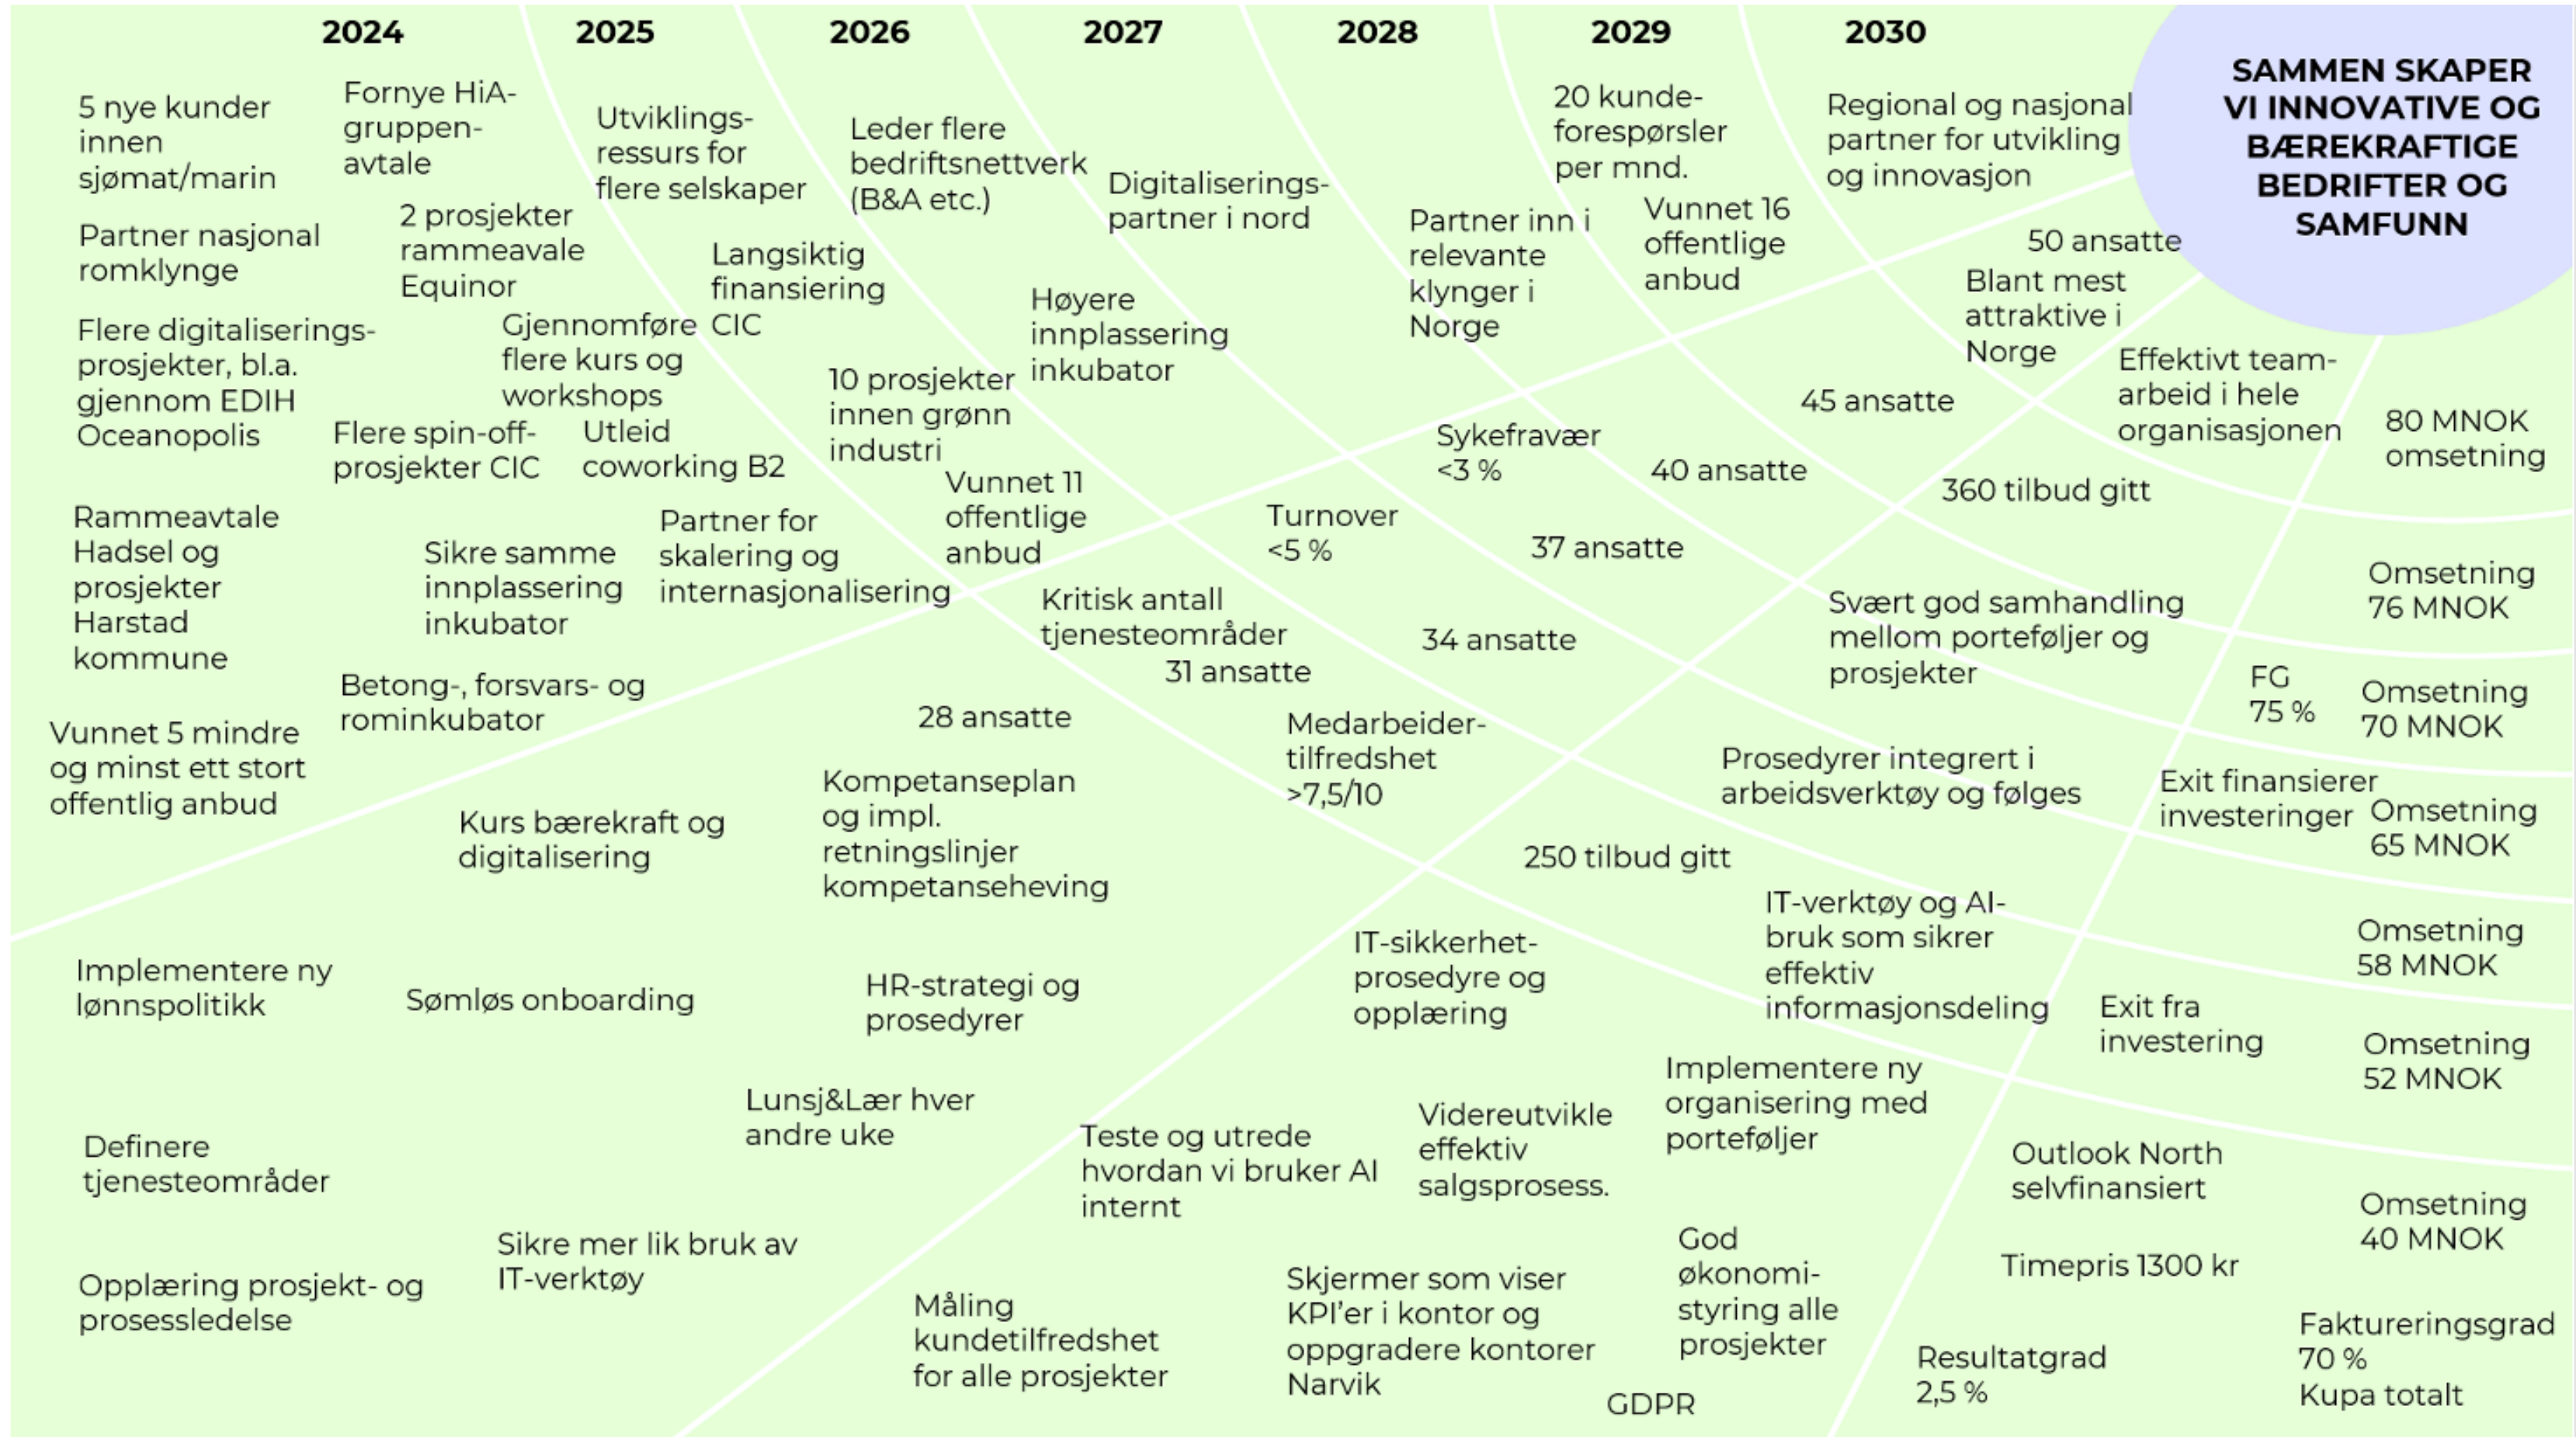 2024
2025
2026
2027
2028
2029
2030
SAMMEN SKAPER
VI INNOVATIVE OG
BÆREKRAFTIGE
BEDRIFTER OG
SAMFUNN
5 nye kunder
innen
sjømat/marin
Fornye HiA-
gruppen-
avtale
Utviklings-
ressurs for
flere selskaper
Leder flere
bedriftsnettverk
(B&A etc.)
Digitaliserings-
partner i nord
20 kunde-
forespørsler
per mnd.
Regional og nasjonal
partner for utvikling
og innovasjon
Partner nasjonal
romklynge
2 prosjekter
rammeavale
Equinor
Langsiktig
finansiering
CIC
Høyere
innplassering
inkubator
Partner inn i
relevante
klynger i
Norge
Vunnet 16
offentlige
anbud
Flere digitaliserings-
prosjekter, bl.a.
gjennom EDIH
Oceanopolis
Gjennomføre
flere kurs og
workshops
10 prosjekter
innen grønn
industri
Flere spin-off-
prosjekter CIC
Utleid
coworking B2
Vunnet 11
offentlige
anbud
Rammeavtale
Hadsel og
prosjekter
Harstad
kommune
Sikre samme
innplassering
inkubator
Partner for
skalering og
internasjonalisering
Betong-, forsvars- og
rominkubator
Vunnet 5 mindre
og minst ett stort
offentlig anbud
50 ansatte
Blant mest
attraktive i
Norge
45 ansatte
Sykefravær
<3 %
40 ansatte
Turnover
<5 %
37 ansatte
Kritisk antall
tjenesteområder
34 ansatte
31 ansatte
28 ansatte
Medarbeider-
tilfredshet
>7,5/10
Kompetanseplan
og impl.
retningslinjer
kompetanseheving
Kurs bærekraft og
digitalisering
Implementere ny
lønnspolitikk
Sømløs onboarding
HR-strategi og
prosedyrer
Lunsj&Lær hver
andre uke
Definere
tjenesteområder
Sikre mer lik bruk av
IT-verktøy
Opplæring prosjekt- og
prosessledelse
Effektivt team-
arbeid i hele
organisasjonen
360 tilbud gitt
Svært god samhandling
mellom porteføljer og
prosjekter
Prosedyrer integrert i
arbeidsverktøy og følges
250 tilbud gitt
IT-verktøy og AI-
bruk som sikrer
effektiv
informasjonsdeling
IT-sikkerhet-
prosedyre og
opplæring
Implementere ny
organisering med
porteføljer
Videreutvikle
effektiv
salgsprosess.
Teste og utrede
hvordan vi bruker AI
internt
God
økonomi-
styring alle
prosjekter
Skjermer som viser
KPI'er i kontor og
oppgradere kontorer
Narvik
Måling
kundetilfredshet
for alle prosjekter
GDPR
80 MNOK
omsetning
Omsetning
76 MNOK
FG
75 %
Omsetning
70 MNOK
Exit finansierer
investeringer
Omsetning
65 MNOK
Omsetning
58 MNOK
Exit fra
investering
Omsetning
52 MNOK
Outlook North
selvfinansiert
Omsetning
40 MNOK
Timepris 1300 kr
Faktureringsgrad
70 %
Kupa totalt
Resultatgrad
2,5 %